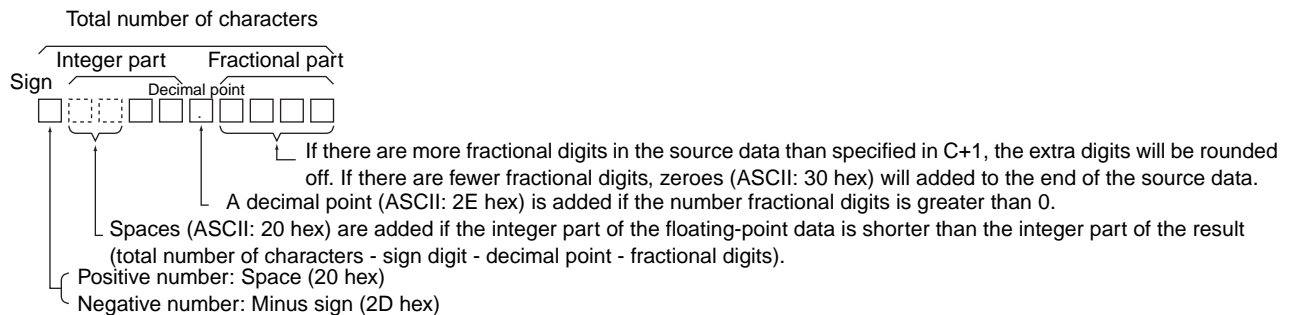 Total number of characters
Integer part Fractional part
Sign
Decimal point
.
If there are more fractional digits in the source data than specified in C+1, the extra digits will be rounded
off. If there are fewer fractional digits, zeroes (ASCII: 30 hex) will added to the end of the source data.
A decimal point (ASCII: 2E hex) is added if the number fractional digits is greater than 0.
Spaces (ASCII: 20 hex) are added if the integer part of the floating-point data is shorter than the integer part of the result
(total number of characters - sign digit - decimal point - fractional digits).
Positive number: Space (20 hex)
Negative number: Minus sign (2D hex)